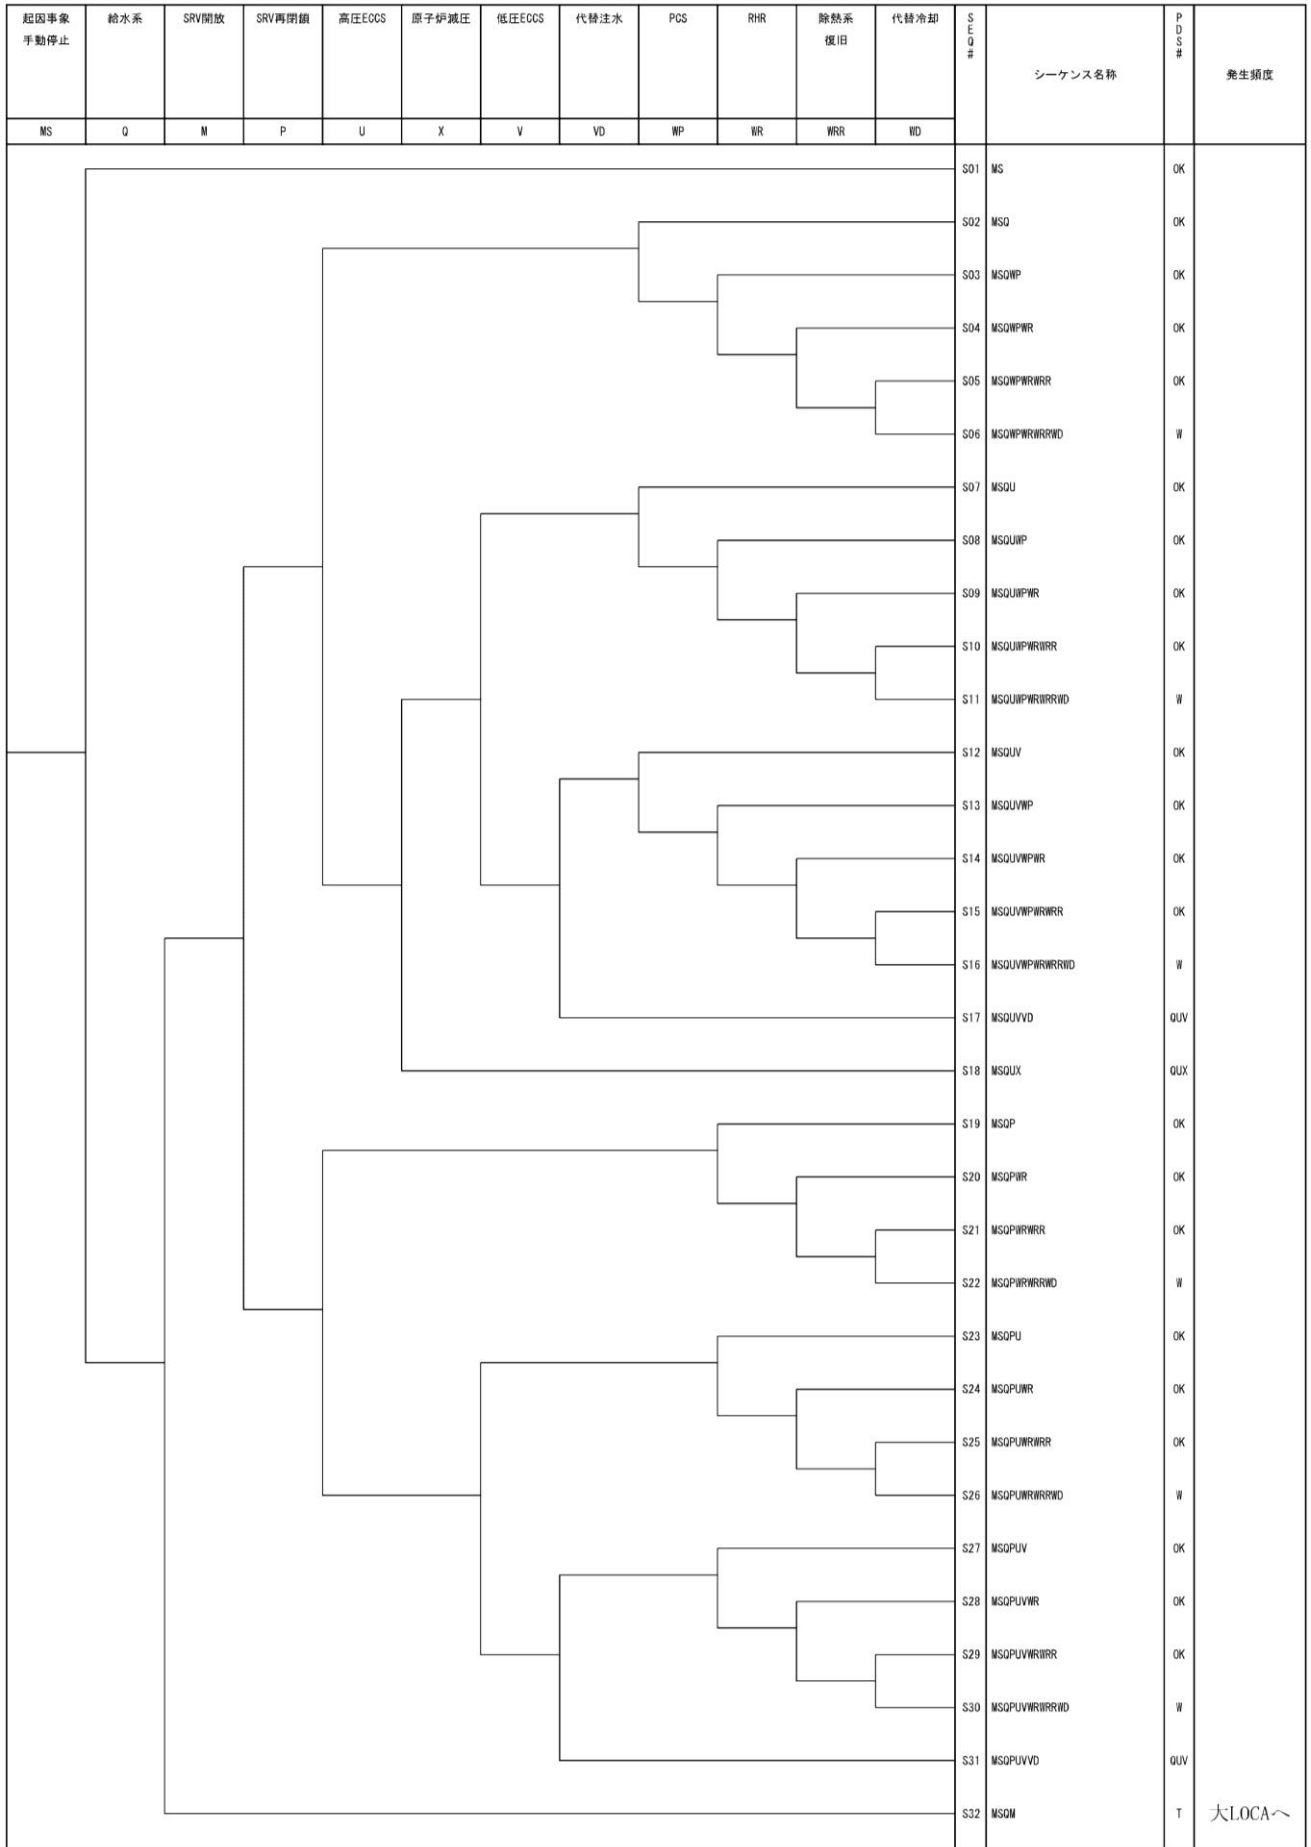 起因事象 給水系 SRV開放 SRV再閉鎖 高圧ECCS 原子炉減圧 低圧ECCS 代替注水 PCS RHR 除熱系 代替冷却 SEQ# PDS#
手動停止 復旧
シーケンス名称 発生頻度
MS Q M P U X V VD WP WR WRR WD
S01 MS OK
S02 MSQ OK
S03 MSQWP OK
S04 MSQWPWR OK
S05 MSQWPWRWRR OK
S06 MSQWPWRWRRWD W
S07 MSQU OK
S08 MSQUWP OK
S09 MSQUWPWR OK
S10 MSQUWPWRWRR OK
S11 MSQUWPWRWRRWD W
S12 MSQUV OK
S13 MSQUVWP OK
S14 MSQUVWPWR OK
S15 MSQUVWPWRWRR OK
S16 MSQUVWPWRWRRWD W
S17 MSQUVVD QUV
S18 MSQUX QUX
S19 MSQP OK
S20 MSQPWR OK
S21 MSQPWRWRR OK
S22 MSQPWRWRRWD W
S23 MSQPU OK
S24 MSQPUWR OK
S25 MSQPUWRWRR OK
S26 MSQPUWRWRRWD W
S27 MSQPUV OK
S28 MSQPUVWR OK
S29 MSQPUVWRWRR OK
S30 MSQPUVWRWRRWD W
S31 MSQPUVVD QUV
S32 MSQM T 大LOCAへ